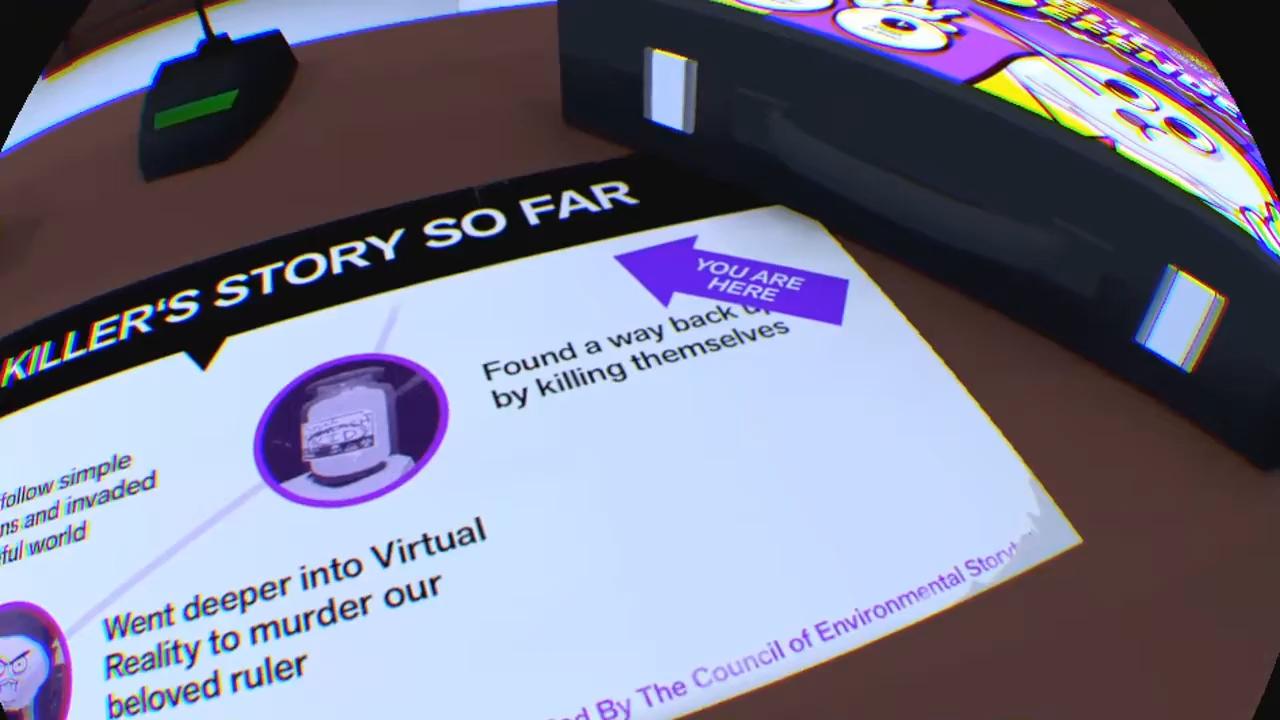 KILLER'S STORY SO FAR
YOU ARE
HERE
Found a way back
by killing themselves
follow simple
and invaded
world
Went deeper into Virtual
Reality to murder our
beloved ruler
By The Council of Environmental